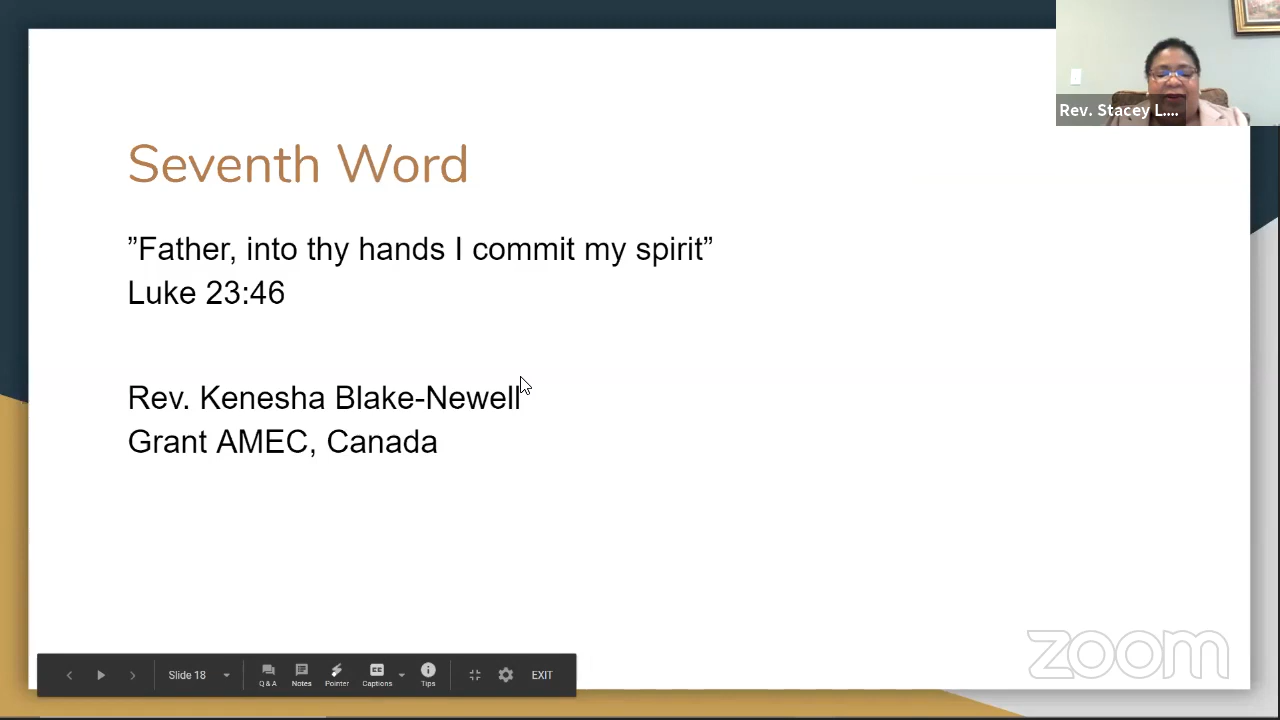 Rev. Stacey L....
Seventh Word
”Father, into thy hands I commit my spirit”
Luke 23:46
Rev. Kenesha Blake-Newell
Grant AMEC, Canada
zoom
Slide 18
Q & A
Notes
Pointer
CC
Captions
Tips
EXIT